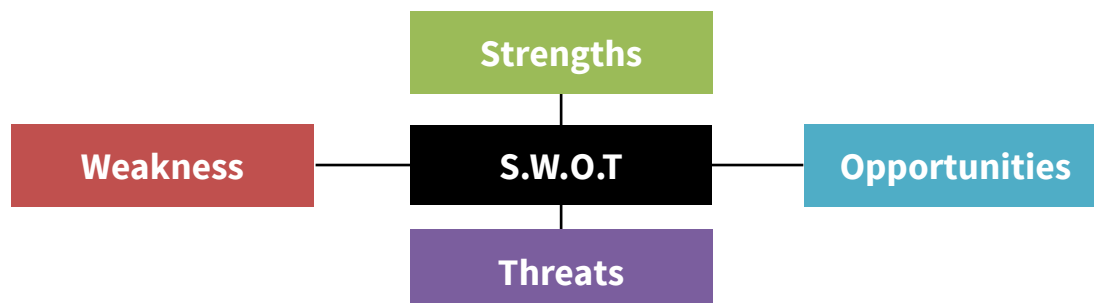 Strengths
Weakness
S.W.O.T
Opportunities
Threats